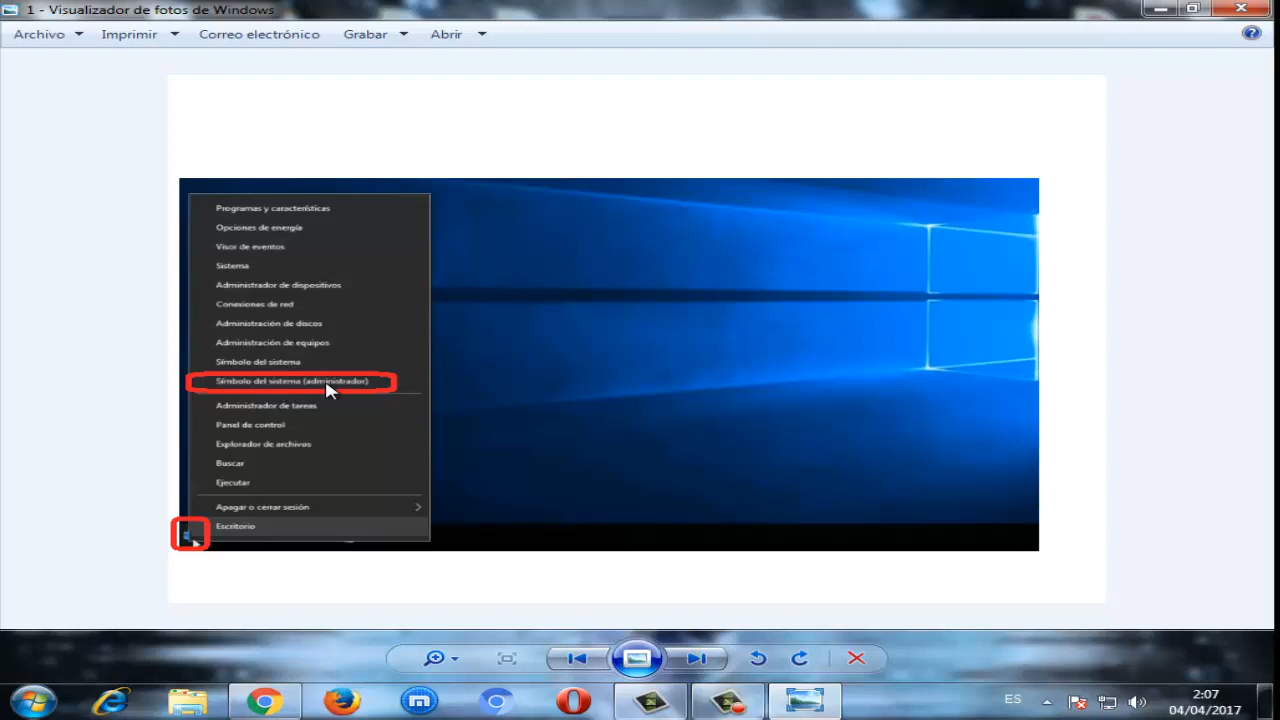 1 - Visualizador de fotos de Windows
Archivo Imprimir Correo electrónico Grabar Abrir
Programas y características
Opciones de energía
Visor de eventos
Sistema
Administrador de dispositivos
Conexiones de red
Administración de discos
Administración de equipos
Símbolo del sistema
Símbolo del sistema (administrador)
Administrador de tareas
Panel de control
Explorador de archivos
Buscar
Ejecutar
Apagar o cerrar sesión
Escritorio
ES
2:07
04/04/2017